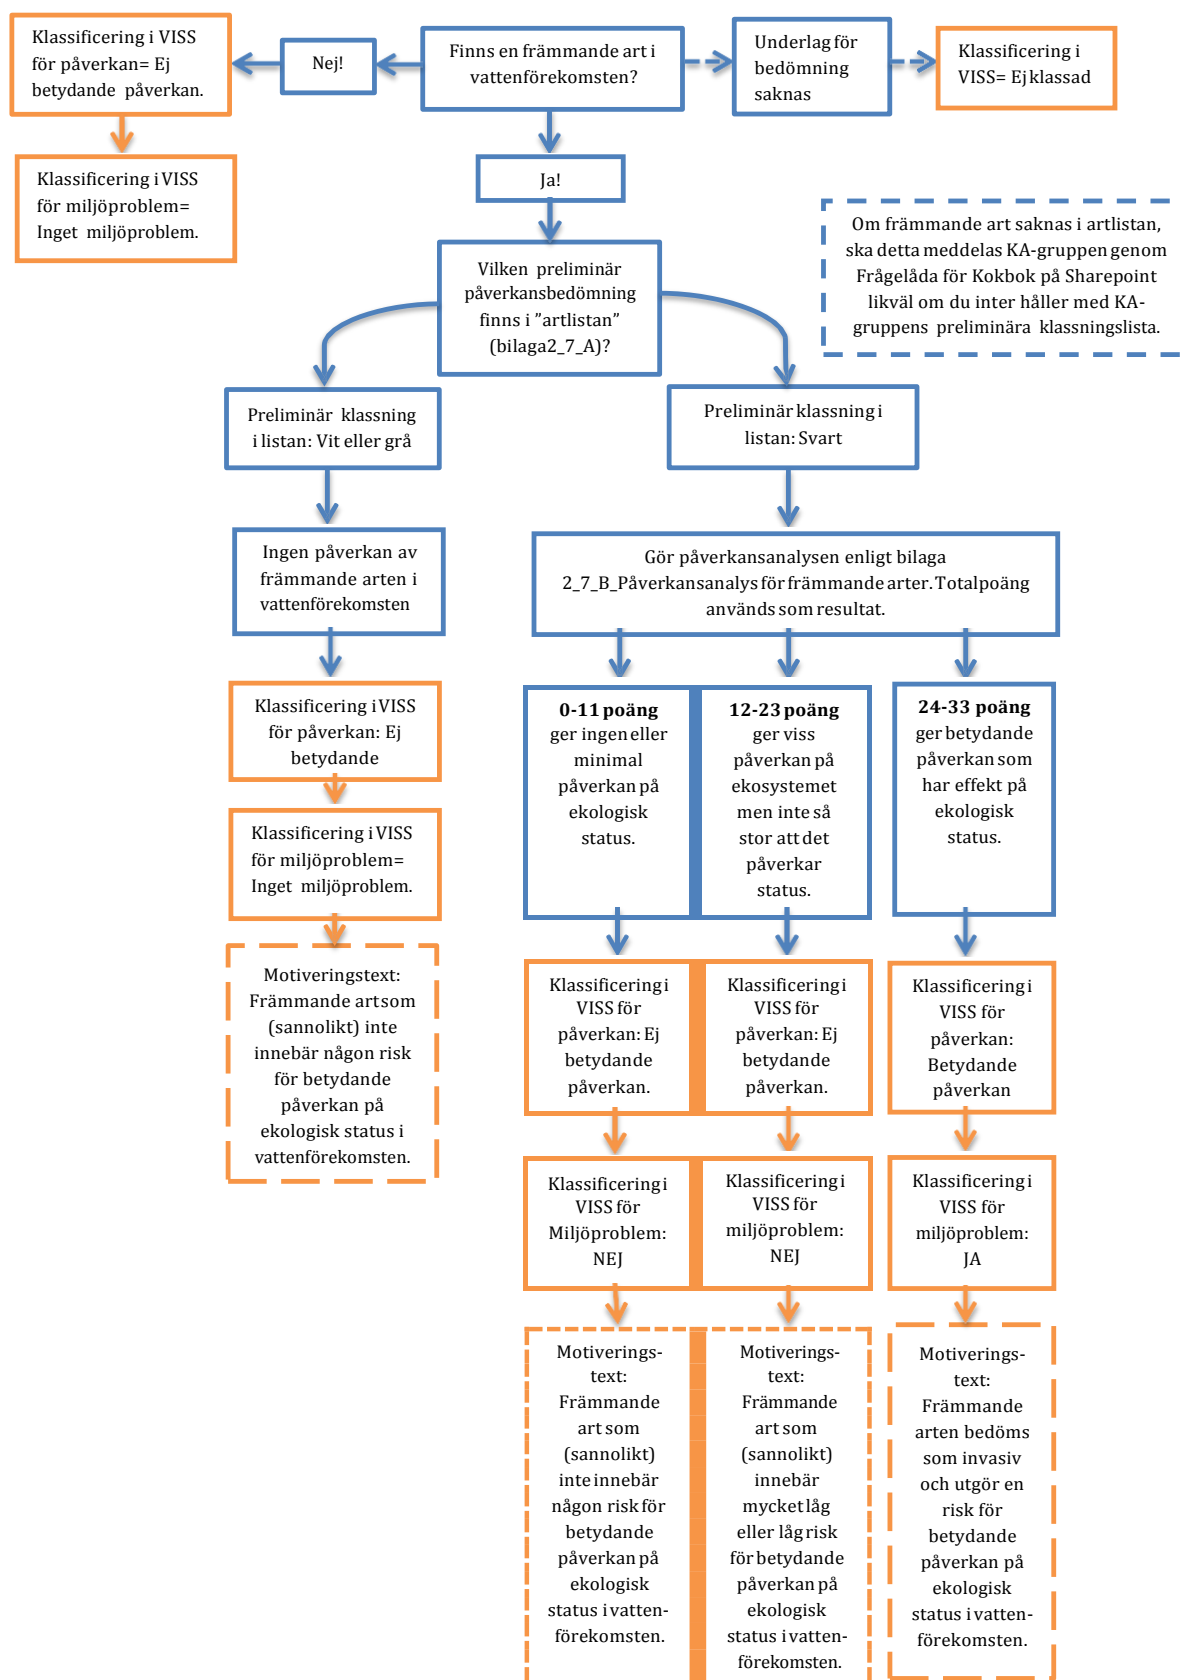 Klassificering i VISS
för påverkan= Ej
betydande påverkan.
Nej!
Finns en främmande art i
vattenförekomsten?
Underlag för
bedömning
saknas
Klassificering i
VISS= Ej klassad
Klassificering i VISS
för miljöproblem=
Inget miljöproblem.
Ja!
Om främmande art saknas i artlistan,
ska detta meddelas KA-gruppen genom
Frågelåda för Kokbok på Sharepoint
likväl om du inter håller med KA-
gruppens preliminära klassningslista.
Vilken preliminär
påverkansbedömning
finns i ”artlistan”
(bilaga2_7_A)?
Preliminär klassning
i listan: Vit eller grå
Preliminär klassning i
listan: Svart
Ingen påverkan av
främmande arten i
vattenförekomsten
Gör påverkansanalysen enligt bilaga
2_7_B_Påverkansanalys för främmande arter. Totalpoäng
används som resultat.
Klassificering i VISS
för påverkan: Ej
betydande
Klassificering i VISS
för miljöproblem=
Inget miljöproblem.
Motiveringstext:
Främmande art som
(sannolikt) inte
innebär någon risk
för betydande
påverkan på
ekologisk status i
vattenförekomsten.
0-11 poäng
ger ingen eller
minimal
påverkan på
ekologisk
status.
12-23 poäng
ger viss
påverkan på
ekosystemet
men inte så
stor att det
påverkar
status.
24-33 poäng
ger betydande
påverkan som
har effekt på
ekologisk
status.
Klassificering i
VISS för
påverkan: Ej
betydande
påverkan.
Klassificering i
VISS för
påverkan: Ej
betydande
påverkan.
Klassificering i
VISS för
påverkan:
Betydande
påverkan
Klassificering i
VISS för
Miljöproblem:
NEJ
Klassificering i
VISS för
miljöproblem:
NEJ
Klassificering i
VISS för
miljöproblem:
JA
Motiverings-
text:
Främmande
art som
(sannolikt)
inte innebär
någon risk för
betydande
påverkan på
ekologisk
status i vatten-
förekomsten.
Motiverings-
text:
Främmande
art som
(sannolikt)
innebär
mycket låg
eller låg risk
för betydande
påverkan på
ekologisk
status i vatten-
förekomsten.
Motiverings-
text:
Främmande
arten bedöms
som invasiv
och utgör en
risk för
betydande
påverkan på
ekologisk
status i vatten-
förekomsten.